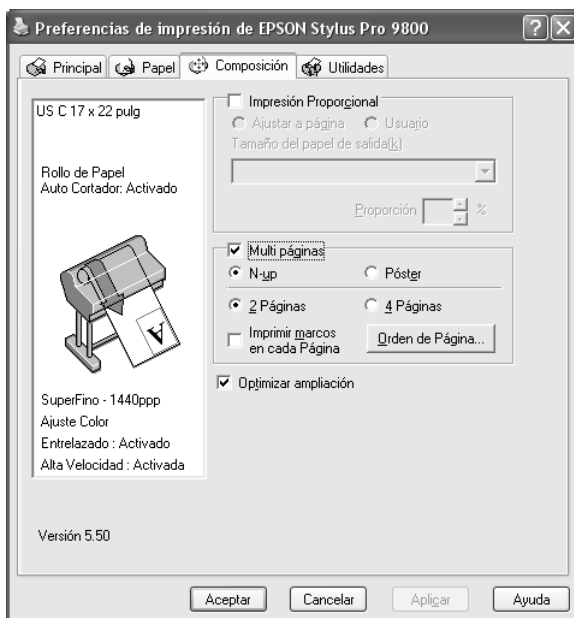 Preferencias de impresión de EPSON Stylus Pro 9800
Principal
Papel
Composición
Utilidades
US C 17 x 22 pulg
Rollo de Papel
Auto Cortador: Activado
A
SuperFino - 1440ppp
Ajuste Color
Entrelazado : Activado
Alta Velocidad : Activada
Versión 5.50
Impresión Proporcional
Ajustar a página
Usuario
Tamaño del papel de salida(k)
Proporción
%
Multi páginas
N-up
Póster
2 Páginas
4 Páginas
Imprimir marcos
en cada Página
Orden de Página...
Optimizar ampliación
Aceptar
Cancelar
Aplicar
Ayuda